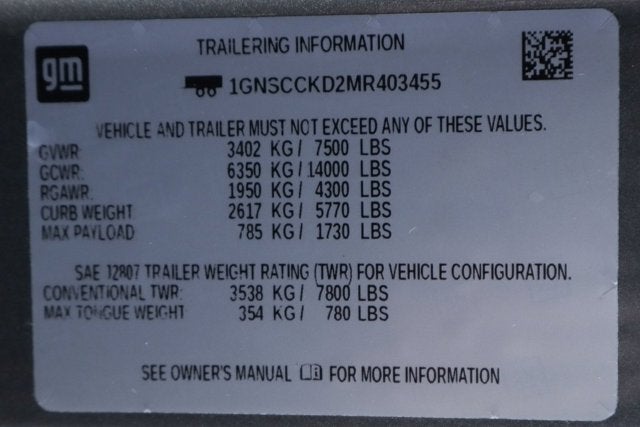 gm
TRAILERING INFORMATION
1GNSCCKD2MR403455
VEHICLE AND TRAILER MUST NOT EXCEED ANY OF THESE VALUES.
GVWR: 3402 KG / 7500 LBS
GCWR: 6350 KG / 14000 LBS
RGAWR: 1950 KG / 4300 LBS
CURB WEIGHT: 2617 KG / 5770 LBS
MAX PAYLOAD: 785 KG / 1730 LBS
SAE J2807 TRAILER WEIGHT RATING (TWR) FOR VEHICLE CONFIGURATION.
CONVENTIONAL TWR: 3538 KG / 7800 LBS
MAX TONGUE WEIGHT: 354 KG / 780 LBS
SEE OWNER'S MANUAL FOR MORE INFORMATION